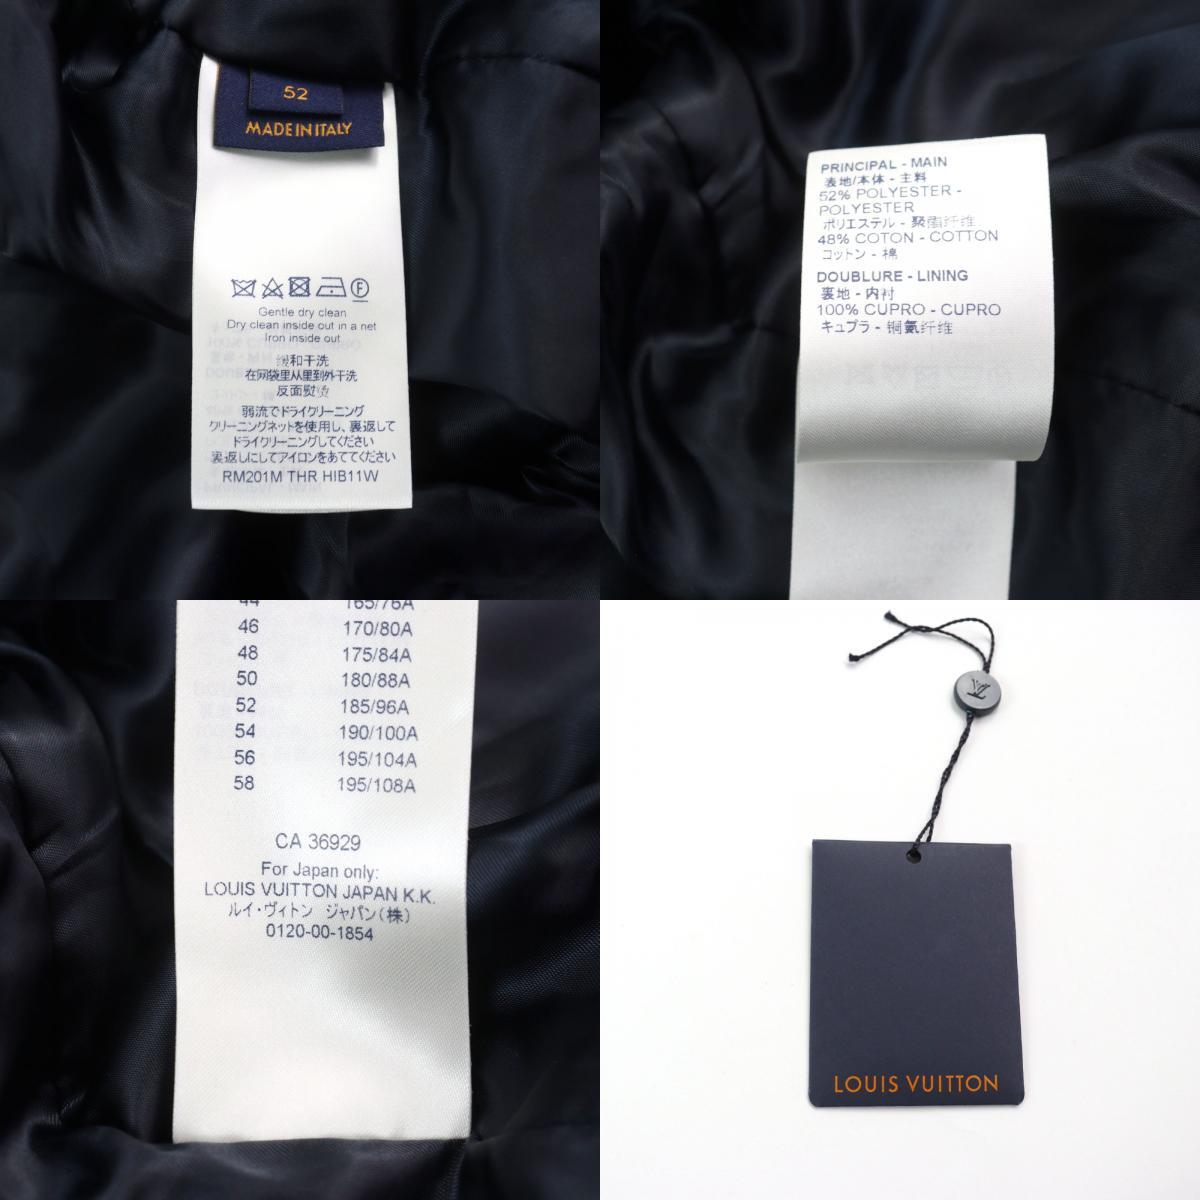 52
MADE IN ITALY
F
Gentle dry clean
Dry clean inside out in a net
Iron inside out
缓和干洗
在网袋里从里到外干洗
反面熨烫
弱流でドライクリーニング
クリーニングネットを使用し、裏返して
ドライクリーニングしてください
裏返しにしてアイロンをあててください
RM201M THR HIB11W
PRINCIPAL - MAIN
表地/本体 - 主料
52% POLYESTER -
POLYESTER
ポリエステル - 聚酯纤维
48% COTON - COTTON
コットン - 棉
DOUBLURE - LINING
裏地 - 内衬
100% CUPRO - CUPRO
キュプラ - 铜氨纤维
44 165/76A
46 170/80A
48 175/84A
50 180/88A
52 185/96A
54 190/100A
56 195/104A
58 195/108A
CA 36929
For Japan only:
LOUIS VUITTON JAPAN K.K.
ルイ・ヴィトン ジャパン(株)
0120-00-1854
LV
LOUIS VUITTON